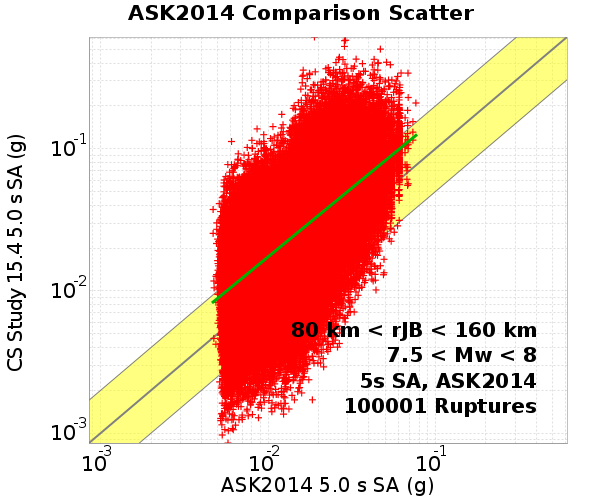 ASK2014 Comparison Scatter
CS Study 15.4 5.0 s SA (g)
10-1
10-2
10-3
80 km < rJB < 160 km
7.5 < Mw < 8
5s SA, ASK2014
100001 Ruptures
10-3 10-2 10-1
ASK2014 5.0 s SA (g)